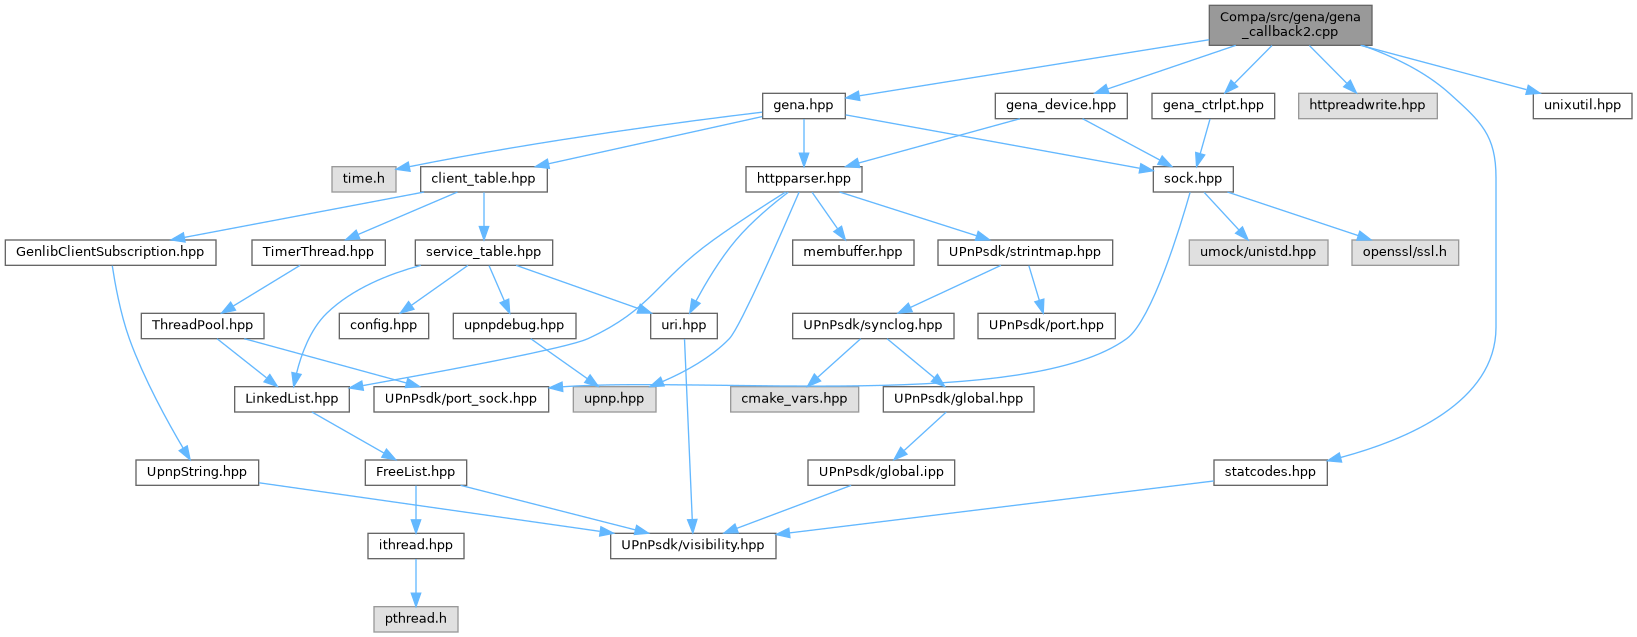 Compa/src/gena/gena
_callback2.cpp
gena.hpp
gena_device.hpp
gena_ctrlpt.hpp
httpreadwrite.hpp
unixutil.hpp
time.h
client_table.hpp
httpparser.hpp
sock.hpp
GenlibClientSubscription.hpp
TimerThread.hpp
service_table.hpp
membuffer.hpp
UPnPsdk/strintmap.hpp
umock/unistd.hpp
openssl/ssl.h
ThreadPool.hpp
config.hpp
upnpdebug.hpp
uri.hpp
UPnPsdk/synclog.hpp
UPnPsdk/port.hpp
LinkedList.hpp
UPnPsdk/port_sock.hpp
upnp.hpp
cmake_vars.hpp
UPnPsdk/global.hpp
UpnpString.hpp
FreeList.hpp
UPnPsdk/global.ipp
statcodes.hpp
ithread.hpp
UPnPsdk/visibility.hpp
pthread.h